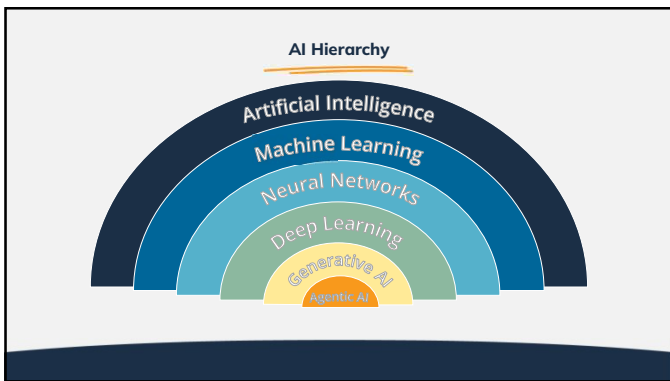 AI Hierarchy
Artificial Intelligence
Machine Learning
Neural Networks
Deep Learning
Generative AI
Agentic AI